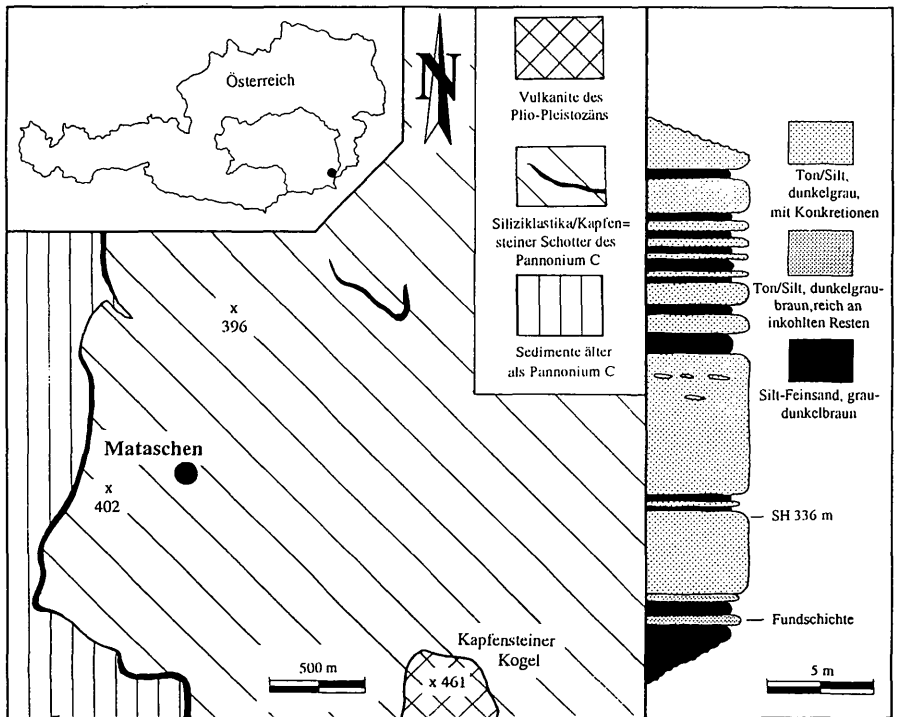 Österreich
N
Vulkanite des
Plio-Pleistozäns
Siliziklastika/Kapfen=
steiner Schotter des
Pannonium C
Sedimente älter
als Pannonium C
x
396
Mataschen
x
402
Kapfensteiner
Kogel
x 461
500 m
Ton/Silt,
dunkelgrau,
mit Konkretionen
Ton/Silt, dunkelgrau-
braun,reich an
inkohlten Resten
Silt-Feinsand, grau-
dunkelbraun
SH 336 m
Fundschichte
5 m